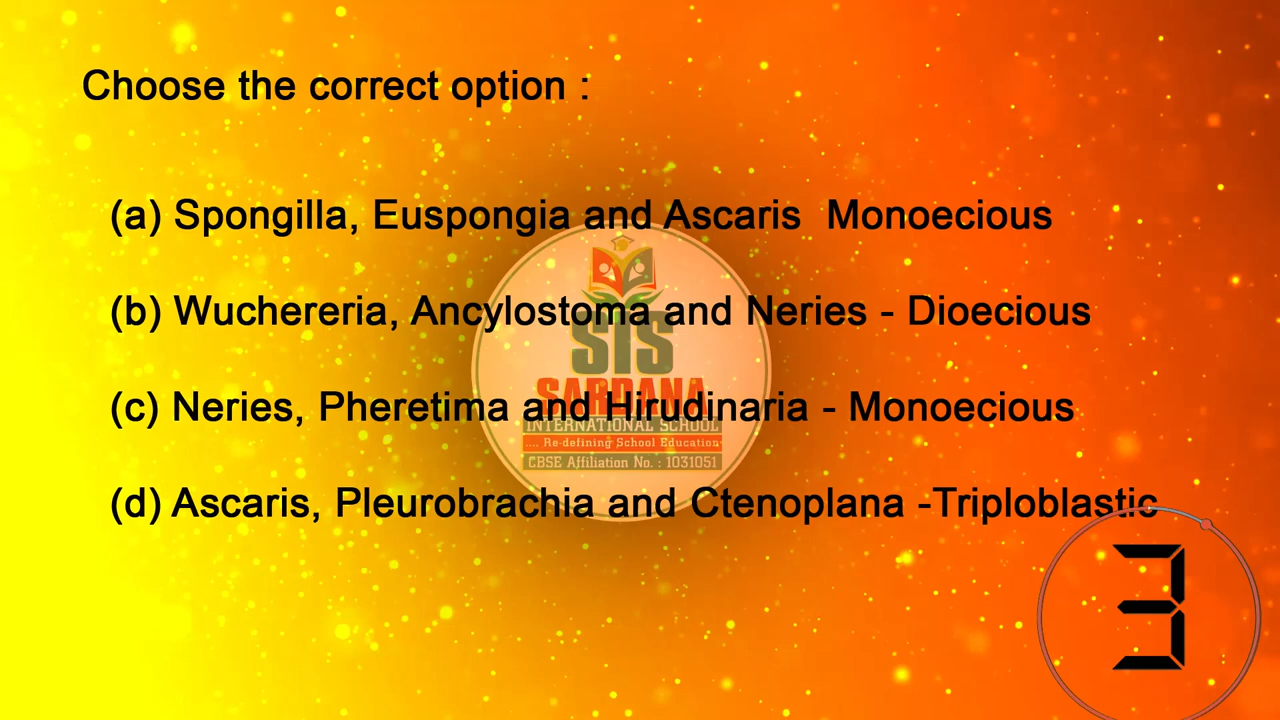 Choose the correct option :
(a) Spongilla, Euspongia and Ascaris Monoecious
(b) Wuchereria, Ancylostoma and Neries - Dioecious
STS
SARDANA
(c) Neries, Pheretima and Hirudinaria - Monoecious
INTERNATIONAL SCHOOL
.... Re-defining School Education
CBSE Affiliation No. : 1031051
(d) Ascaris, Pleurobrachia and Ctenoplana -Triploblastic
3